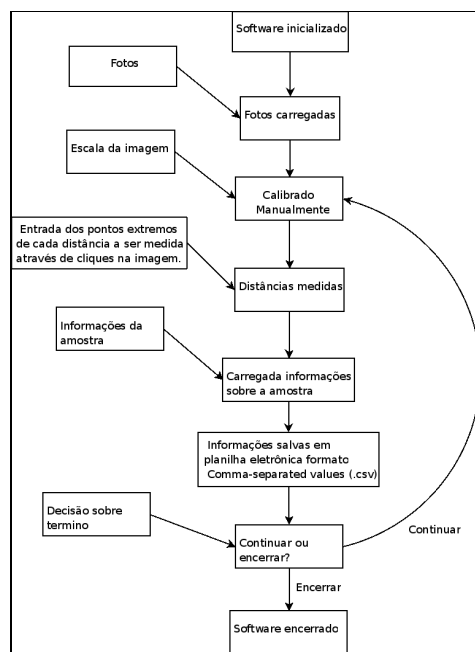 Software inicializado
Fotos
Fotos carregadas
Escala da imagem
Calibrado
Manualmente
Entrada dos pontos extremos
de cada distância a ser medida
através de cliques na imagem.
Distâncias medidas
Informações da
amostra
Carregada informações
sobre a amostra
Informações salvas em
planilha eletrônica formato
Comma-separated values (.csv)
Decisão sobre
termino
Continuar ou
encerrar?
Continuar
Encerrar
Software encerrado